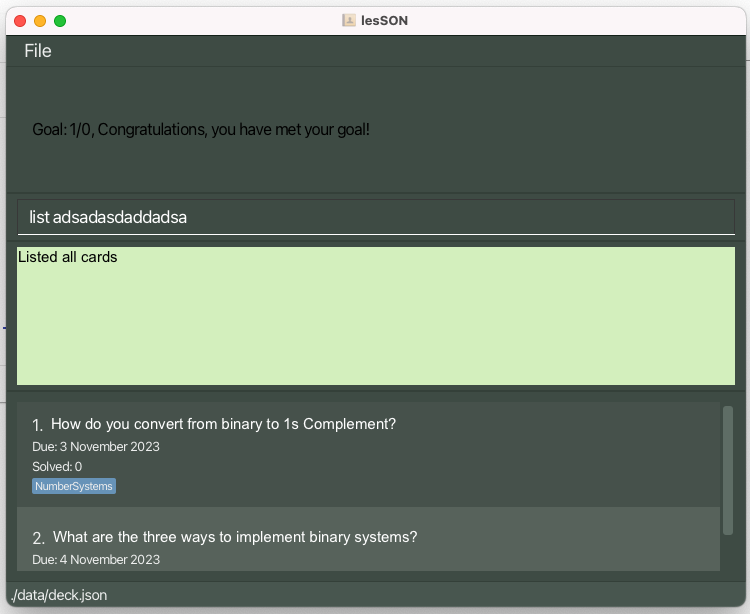 lesSON
File
Goal: 1/0, Congratulations, you have met your goal!
list adsadasdaddadsa
Listed all cards
1. How do you convert from binary to 1s Complement?
Due: 3 November 2023
Solved: 0
NumberSystems
2. What are the three ways to implement binary systems?
Due: 4 November 2023
./data/deck.json